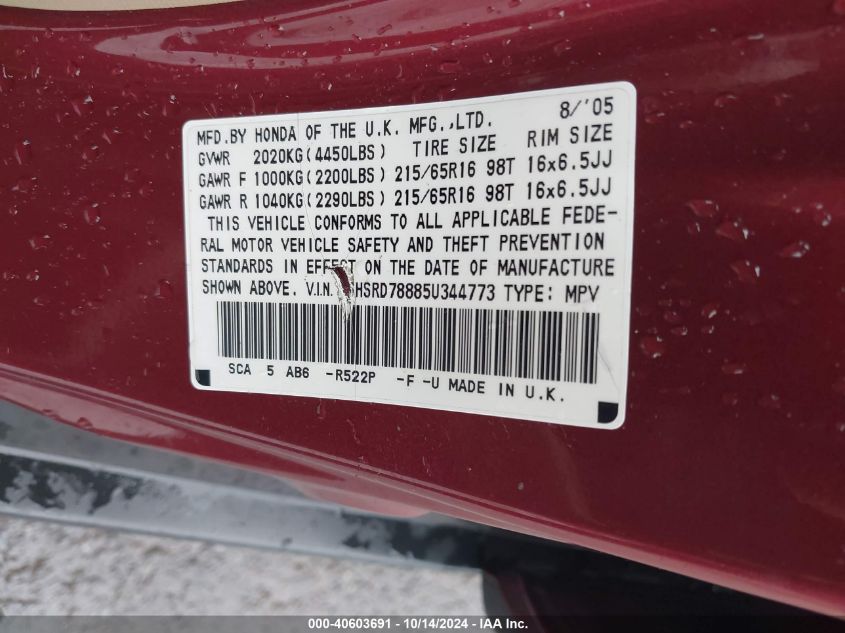 8/'05
MFD.BY HONDA OF THE U.K. MFG.,LTD.
GVWR 2020KG(4450LBS) TIRE SIZE RIM SIZE
GAWR F 1000KG(2200LBS) 215/65R16 98T 16x6.5JJ
GAWR R 1040KG(2290LBS) 215/65R16 98T 16x6.5JJ
THIS VEHICLE CONFORMS TO ALL APPLICABLE FEDE-
RAL MOTOR VEHICLE SAFETY AND THEFT PREVENTION
STANDARDS IN EFFECT ON THE DATE OF MANUFACTURE
SHOWN ABOVE. V.I.N. HSRD78885U344773 TYPE: MPV
SCA 5 AB6 -R522P -F -U MADE IN U.K.
000-40603691 - 10/14/2024 - IAA Inc.